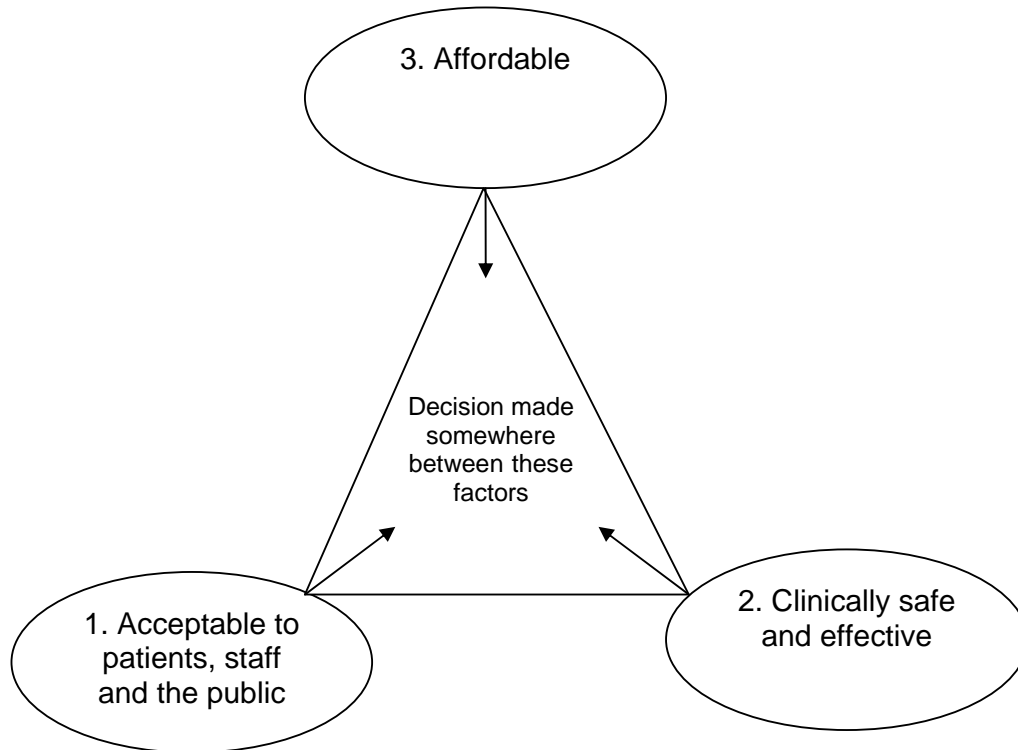 3. Affordable
Decision made
somewhere
between these
factors
1. Acceptable to
patients, staff
and the public
2. Clinically safe
and effective